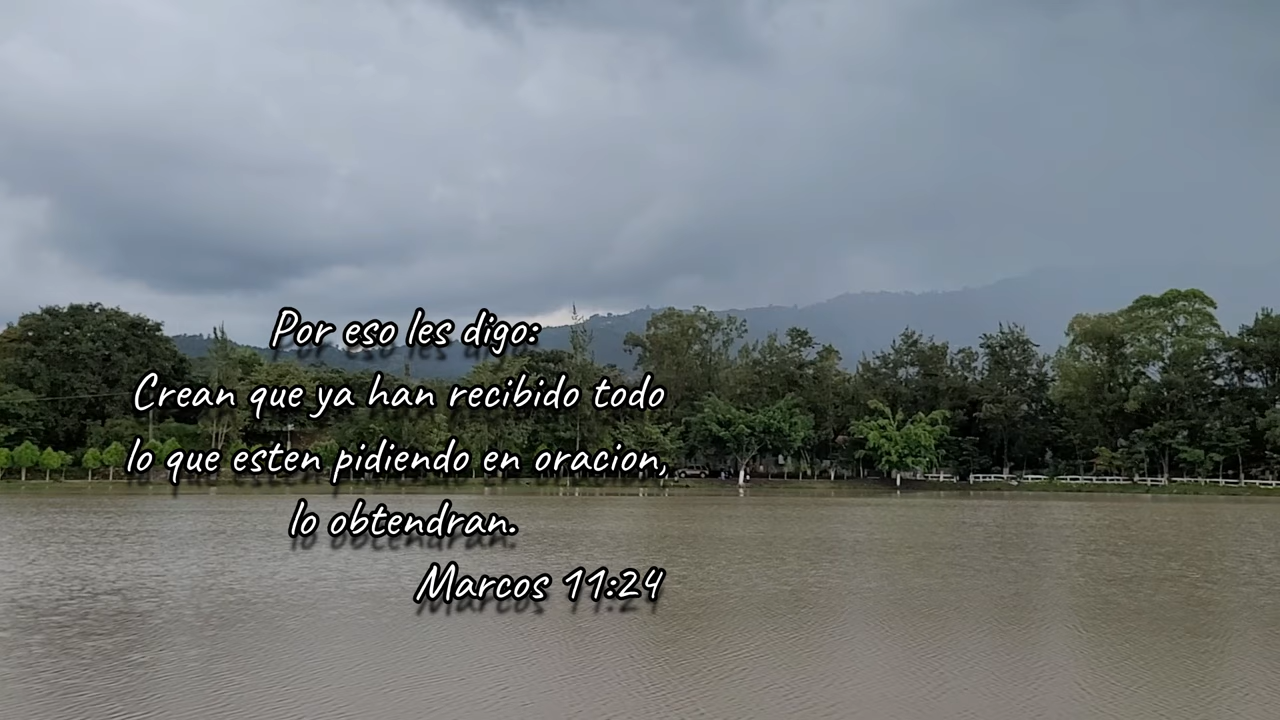 Por eso les digo:
Crean que ya han recibido todo
lo que esten pidiendo en oracion,
lo obtendran.
Marcos 11:24